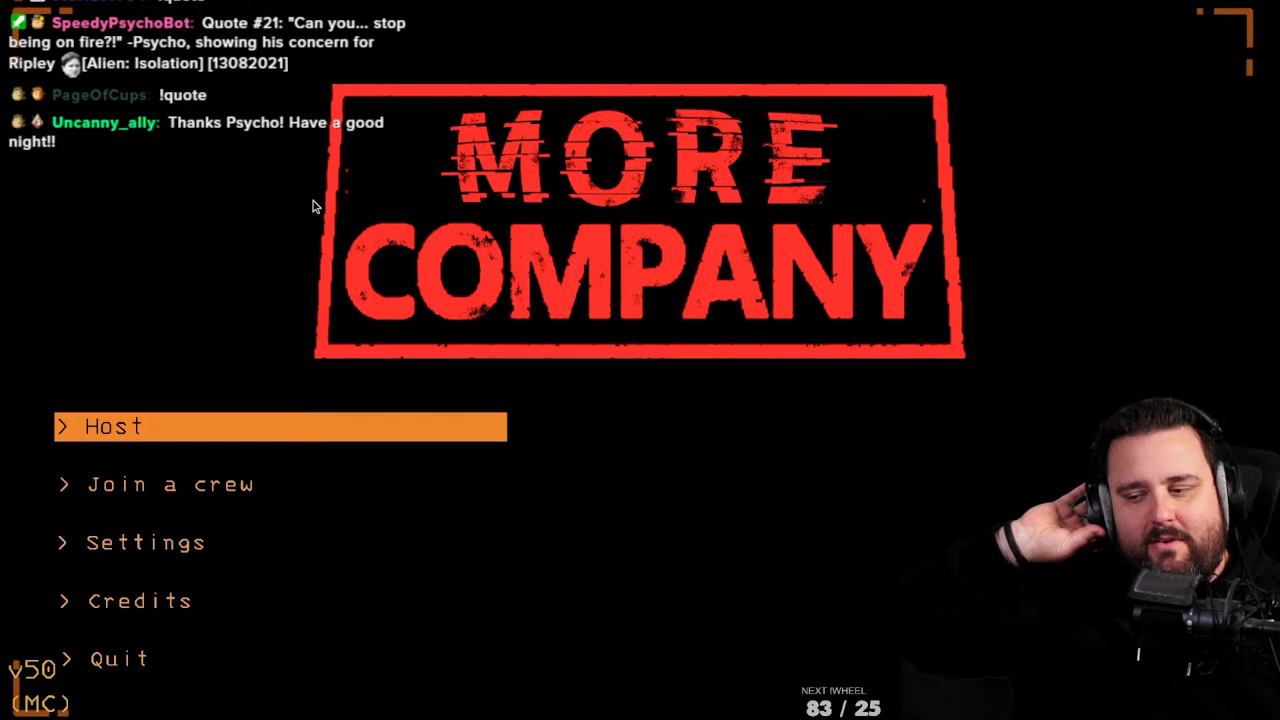 SpeedyPsychoBot: Quote #21: "Can you... stop
being on fire?!" -Psycho, showing his concern for
Ripley [Alien: Isolation] [13082021]
PageOfCups: !quote
Uncanny_ally: Thanks Psycho! Have a good
night!!
MORE
COMPANY
> Host
> Join a crew
> Settings
> Credits
> Quit
v50
(MC)
NEXT !WHEEL
83 / 25